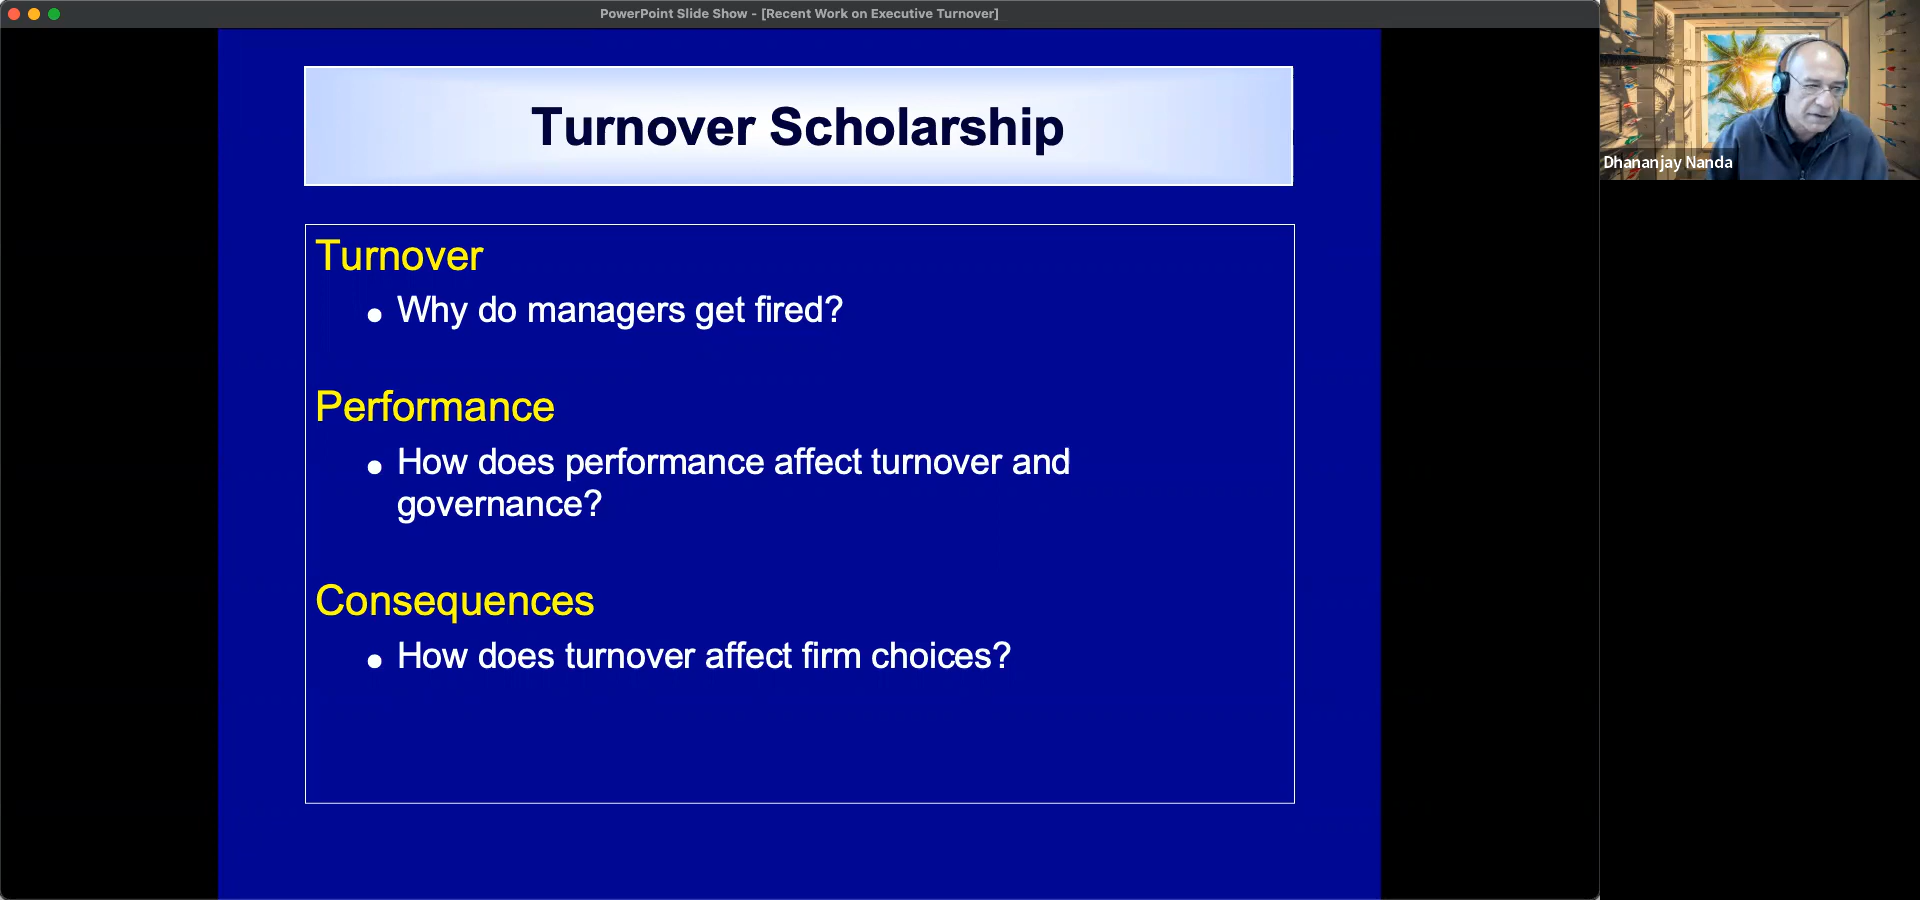 PowerPoint Slide Show - [Recent Work on Executive Turnover]
Turnover Scholarship
Turnover
• Why do managers get fired?
Performance
• How does performance affect turnover and
governance?
Consequences
• How does turnover affect firm choices?
Dhananjay Nanda